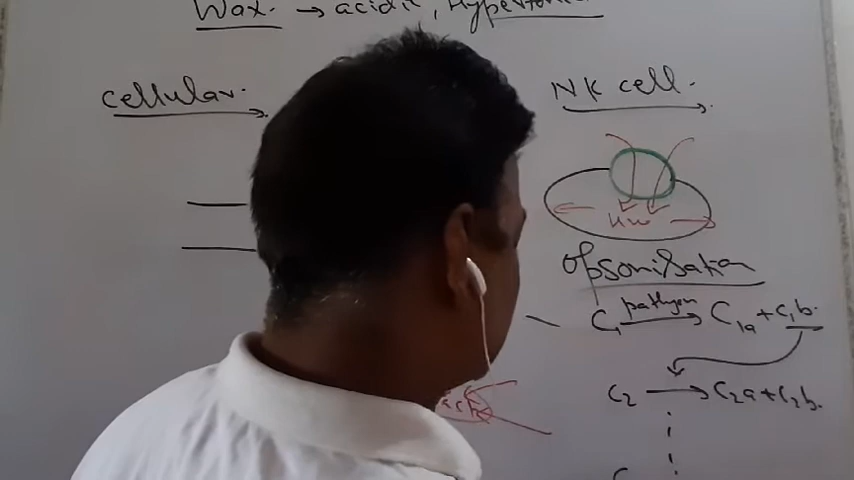 Wax. → acidic, Hypertonic
cellular.
NK cell.
Opsonisation
C1 pathogen → C1a + C1b.
C2 → C2a + C2b.